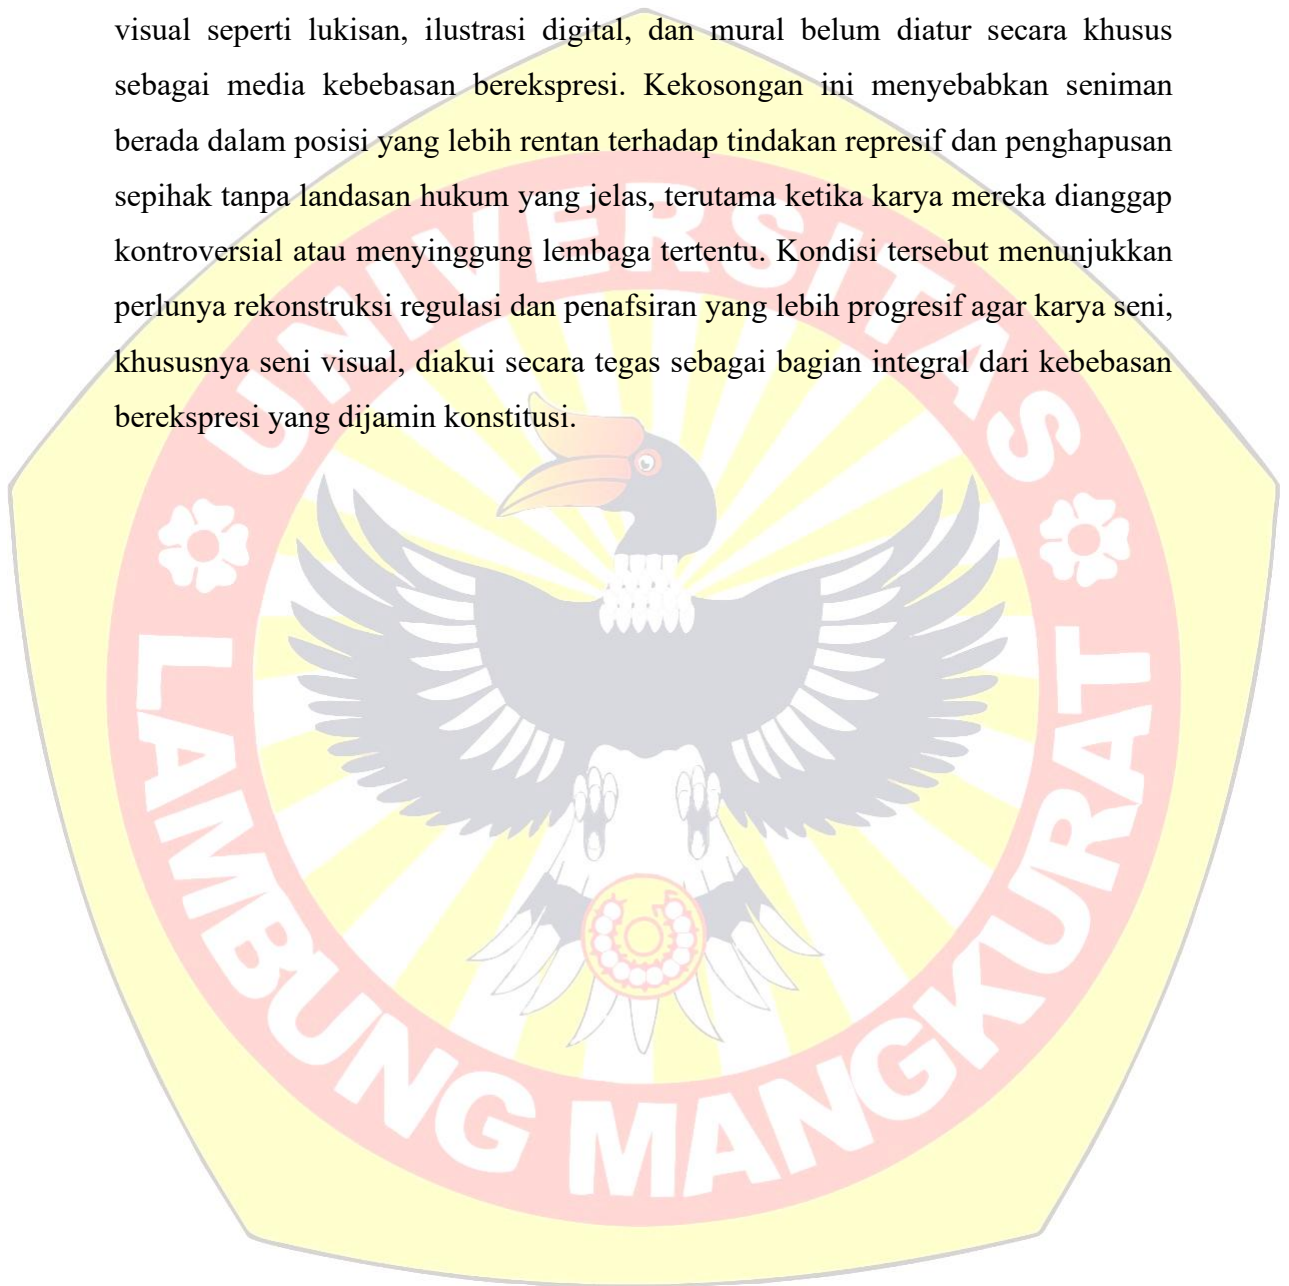 visual seperti lukisan, ilustrasi digital, dan mural belum diatur secara khusus
sebagai media kebebasan berekspresi. Kekosongan ini menyebabkan seniman
berada dalam posisi yang lebih rentan terhadap tindakan represif dan penghapusan
sepihak tanpa landasan hukum yang jelas, terutama ketika karya mereka dianggap
kontroversial atau menyinggung lembaga tertentu. Kondisi tersebut menunjukkan
perlunya rekonstruksi regulasi dan penafsiran yang lebih progresif agar karya seni,
khususnya seni visual, diakui secara tegas sebagai bagian integral dari kebebasan
berekspresi yang dijamin konstitusi.
UNIVERSITAS
LAMBUNG MANGKURAT